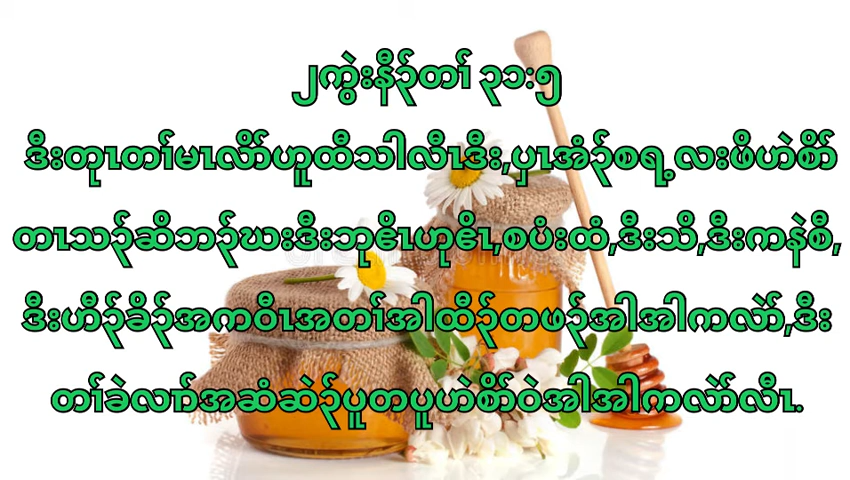 ၂ကွဲးနီၣ်တၢ် ၃၁:၅
ဒီးတုၤတၢ်မၤလိာ်ဟူထီသါလီၤဒီး,ပှၤအံၣ်စရ့လးဖိဟဲစိာ်
တၤသၣ်ဆိဘၣ်ဃးဒီးဘုဧိၤဟုဧိၤ,စပံးထံ,ဒီးသိ,ဒီးကနဲစီ,
ဒီးဟီၣ်ခိၣ်အကဝီၤအတၢ်အါထီၣ်တဖၣ်အါအါကလဲာ်,ဒီး
တၢ်ခဲလၢာ်အဆံဆဲၣ်ပူတပူဟဲစိာ်ဝဲအါအါကလဲာ်လီၤ.